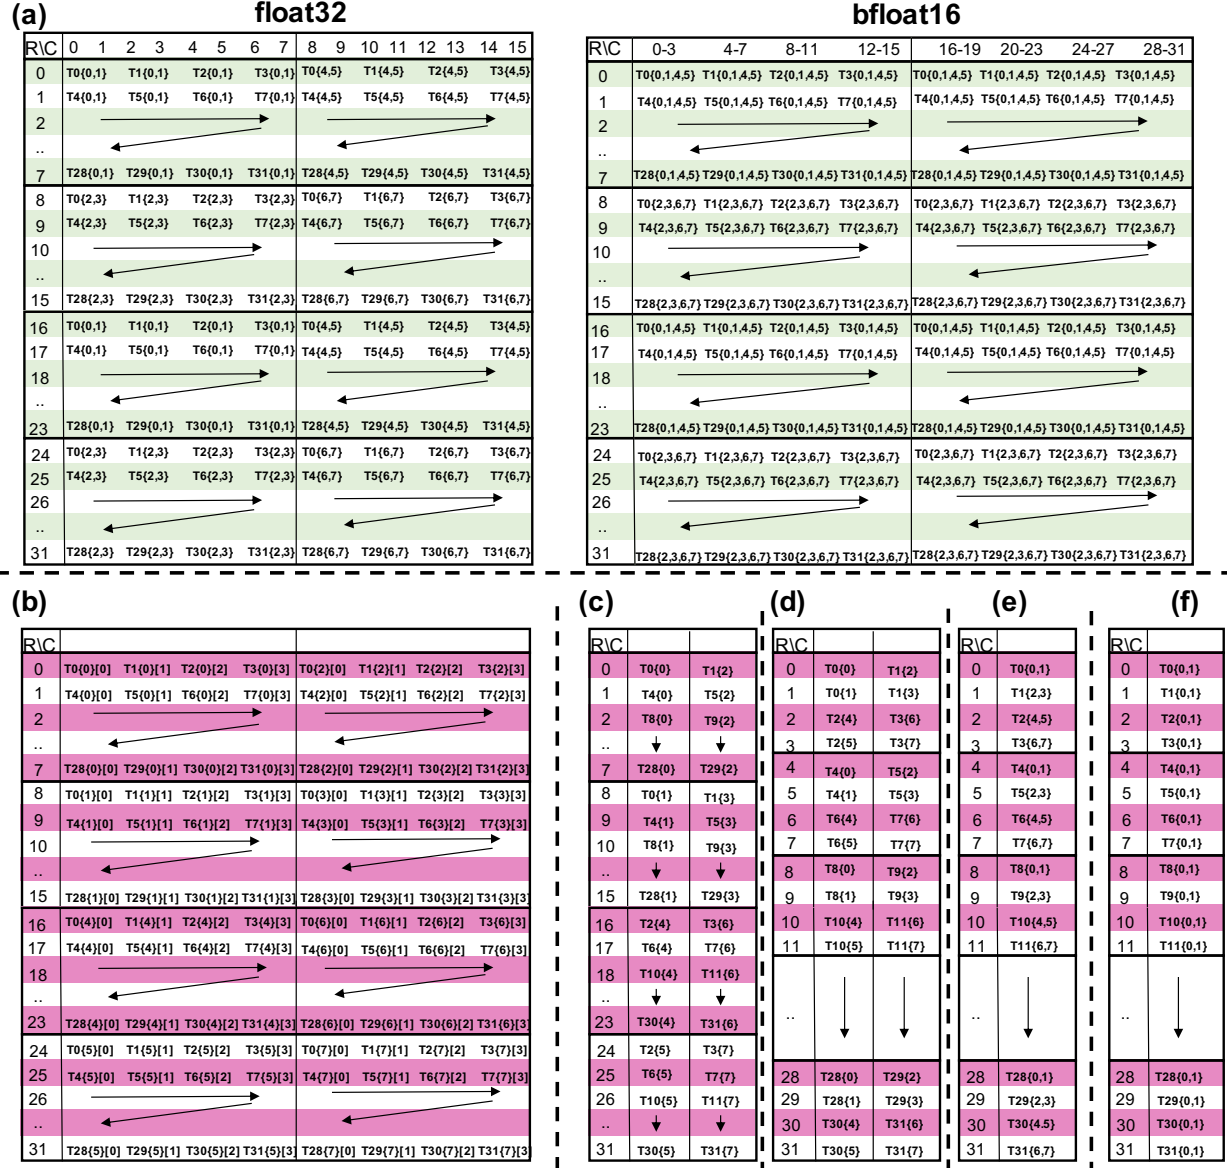 (a) float32 bfloat16
R\C 0 1 2 3 4 5 6 7 8 9 10 11 12 13 14 15
0 T0{0,1} T1{0,1} T2{0,1} T3{0,1} T0{4,5} T1{4,5} T2{4,5} T3{4,5}
1 T4{0,1} T5{0,1} T6{0,1} T7{0,1} T4{4,5} T5{4,5} T6{4,5} T7{4,5}
2
..
7 T28{0,1} T29{0,1} T30{0,1} T31{0,1} T28{4,5} T29{4,5} T30{4,5} T31{4,5}
8 T0{2,3} T1{2,3} T2{2,3} T3{2,3} T0{6,7} T1{6,7} T2{6,7} T3{6,7}
9 T4{2,3} T5{2,3} T6{2,3} T7{2,3} T4{6,7} T5{6,7} T6{6,7} T7{6,7}
10
..
15 T28{2,3} T29{2,3} T30{2,3} T31{2,3} T28{6,7} T29{6,7} T30{6,7} T31{6,7}
16 T0{0,1} T1{0,1} T2{0,1} T3{0,1} T0{4,5} T1{4,5} T2{4,5} T3{4,5}
17 T4{0,1} T5{0,1} T6{0,1} T7{0,1} T4{4,5} T5{4,5} T6{4,5} T7{4,5}
18
..
23 T28{0,1} T29{0,1} T30{0,1} T31{0,1} T28{4,5} T29{4,5} T30{4,5} T31{4,5}
24 T0{2,3} T1{2,3} T2{2,3} T3{2,3} T0{6,7} T1{6,7} T2{6,7} T3{6,7}
25 T4{2,3} T5{2,3} T6{2,3} T7{2,3} T4{6,7} T5{6,7} T6{6,7} T7{6,7}
26
..
31 T28{2,3} T29{2,3} T30{2,3} T31{2,3} T28{6,7} T29{6,7} T30{6,7} T31{6,7}
R\C 0-3 4-7 8-11 12-15 16-19 20-23 24-27 28-31
0 T0{0,1,4,5} T1{0,1,4,5} T2{0,1,4,5} T3{0,1,4,5} T0{0,1,4,5} T1{0,1,4,5} T2{0,1,4,5} T3{0,1,4,5}
1 T4{0,1,4,5} T5{0,1,4,5} T6{0,1,4,5} T7{0,1,4,5} T4{0,1,4,5} T5{0,1,4,5} T6{0,1,4,5} T7{0,1,4,5}
2
..
7 T28{0,1,4,5} T29{0,1,4,5} T30{0,1,4,5} T31{0,1,4,5} T28{0,1,4,5} T29{0,1,4,5} T30{0,1,4,5} T31{0,1,4,5}
8 T0{2,3,6,7} T1{2,3,6,7} T2{2,3,6,7} T3{2,3,6,7} T0{2,3,6,7} T1{2,3,6,7} T2{2,3,6,7} T3{2,3,6,7}
9 T4{2,3,6,7} T5{2,3,6,7} T6{2,3,6,7} T7{2,3,6,7} T4{2,3,6,7} T5{2,3,6,7} T6{2,3,6,7} T7{2,3,6,7}
10
..
15 T28{2,3,6,7} T29{2,3,6,7} T30{2,3,6,7} T31{2,3,6,7} T28{2,3,6,7} T29{2,3,6,7} T30{2,3,6,7} T31{2,3,6,7}
16 T0{0,1,4,5} T1{0,1,4,5} T2{0,1,4,5} T3{0,1,4,5} T0{0,1,4,5} T1{0,1,4,5} T2{0,1,4,5} T3{0,1,4,5}
17 T4{0,1,4,5} T5{0,1,4,5} T6{0,1,4,5} T7{0,1,4,5} T4{0,1,4,5} T5{0,1,4,5} T6{0,1,4,5} T7{0,1,4,5}
18
..
23 T28{0,1,4,5} T29{0,1,4,5} T30{0,1,4,5} T31{0,1,4,5} T28{0,1,4,5} T29{0,1,4,5} T30{0,1,4,5} T31{0,1,4,5}
24 T0{2,3,6,7} T1{2,3,6,7} T2{2,3,6,7} T3{2,3,6,7} T0{2,3,6,7} T1{2,3,6,7} T2{2,3,6,7} T3{2,3,6,7}
25 T4{2,3,6,7} T5{2,3,6,7} T6{2,3,6,7} T7{2,3,6,7} T4{2,3,6,7} T5{2,3,6,7} T6{2,3,6,7} T7{2,3,6,7}
26
..
31 T28{2,3,6,7} T29{2,3,6,7} T30{2,3,6,7} T31{2,3,6,7} T28{2,3,6,7} T29{2,3,6,7} T30{2,3,6,7} T31{2,3,6,7}
(b)
R\C
0 T0{0}[0] T1{0}[1] T2{0}[2] T3{0}[3] T0{2}[0] T1{2}[1] T2{2}[2] T3{2}[3]
1 T4{0}[0] T5{0}[1] T6{0}[2] T7{0}[3] T4{2}[0] T5{2}[1] T6{2}[2] T7{2}[3]
2
..
7 T28{0}[0] T29{0}[1] T30{0}[2] T31{0}[3] T28{2}[0] T29{2}[1] T30{2}[2] T31{2}[3]
8 T0{1}[0] T1{1}[1] T2{1}[2] T3{1}[3] T0{3}[0] T1{3}[1] T2{3}[2] T3{3}[3]
9 T4{1}[0] T5{1}[1] T6{1}[2] T7{1}[3] T4{3}[0] T5{3}[1] T6{3}[2] T7{3}[3]
10
..
15 T28{1}[0] T29{1}[1] T30{1}[2] T31{1}[3] T28{3}[0] T29{3}[1] T30{3}[2] T31{3}[3]
16 T0{4}[0] T1{4}[1] T2{4}[2] T3{4}[3] T0{6}[0] T1{6}[1] T2{6}[2] T3{6}[3]
17 T4{4}[0] T5{4}[1] T6{4}[2] T7{4}[3] T4{6}[0] T5{6}[1] T6{6}[2] T7{6}[3]
18
..
23 T28{4}[0] T29{4}[1] T30{4}[2] T31{4}[3] T28{6}[0] T29{6}[1] T30{6}[2] T31{6}[3]
24 T0{5}[0] T1{5}[1] T2{5}[2] T3{5}[3] T0{7}[0] T1{7}[1] T2{7}[2] T3{7}[3]
25 T4{5}[0] T5{5}[1] T6{5}[2] T7{5}[3] T4{7}[0] T5{7}[1] T6{7}[2] T7{7}[3]
26
..
31 T28{5}[0] T29{5}[1] T30{5}[2] T31{5}[3] T28{7}[0] T29{7}[1] T30{7}[2] T31{7}[3]
(c)
R\C
0 T0{0} T1{2}
1 T4{0} T5{2}
2 T8{0} T9{2}
..
7 T28{0} T29{2}
8 T0{1} T1{3}
9 T4{1} T5{3}
10 T8{1} T9{3}
..
15 T28{1} T29{3}
16 T2{4} T3{6}
17 T6{4} T7{6}
18 T10{4} T11{6}
..
23 T30{4} T31{6}
24 T2{5} T3{7}
25 T6{5} T7{7}
26 T10{5} T11{7}
..
31 T30{5} T31{7}
(d)
R\C
0 T0{0} T1{2}
1 T0{1} T1{3}
2 T2{4} T3{6}
3 T2{5} T3{7}
4 T4{0} T5{2}
5 T4{1} T5{3}
6 T6{4} T7{6}
7 T6{5} T7{7}
8 T8{0} T9{2}
9 T8{1} T9{3}
10 T10{4} T11{6}
11 T10{5} T11{7}
..
28 T28{0} T29{2}
29 T28{1} T29{3}
30 T30{4} T31{6}
31 T30{5} T31{7}
(e)
R\C
0 T0{0,1}
1 T1{2,3}
2 T2{4,5}
3 T3{6,7}
4 T4{0,1}
5 T5{2,3}
6 T6{4,5}
7 T7{6,7}
8 T8{0,1}
9 T9{2,3}
10 T10{4,5}
11 T11{6,7}
..
28 T28{0,1}
29 T29{2,3}
30 T30{4.5}
31 T31{6,7}
(f)
R\C
0 T0{0,1}
1 T1{0,1}
2 T2{0,1}
3 T3{0,1}
4 T4{0,1}
5 T5{0,1}
6 T6{0,1}
7 T7{0,1}
8 T8{0,1}
9 T9{0,1}
10 T10{0,1}
11 T11{0,1}
..
28 T28{0,1}
29 T29{0,1}
30 T30{0,1}
31 T31{0,1}